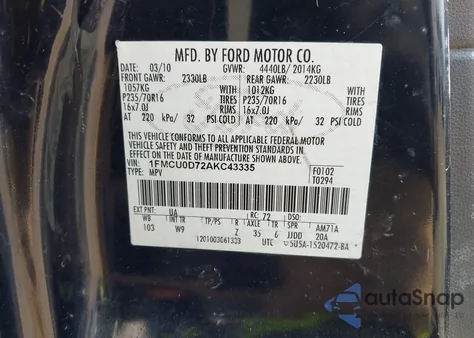 MFD. BY FORD MOTOR CO.
DATE: 03/10 GVWR: 4440LB/ 2014KG
FRONT GAWR: 2330LB REAR GAWR: 2230LB
1057KG WITH 1012KG WITH
P235/70R16 TIRES P235/70R16 TIRES
16x7.0J RIMS 16x7.0J RIMS
AT 220 kPa/ 32 PSI COLD AT 220 kPa/ 32 PSI COLD
THIS VEHICLE CONFORMS TO ALL APPLICABLE FEDERAL MOTOR
VEHICLE SAFETY AND THEFT PREVENTION STANDARDS IN
EFFECT ON THE DATE OF MANUFACTURE SHOWN ABOVE.
VIN: 1FMCU0D72AKC43335 F0102
TYPE: MPV T0294
EXT PNT: UA RC: 72 DSO:
WB INT TR TP/PS R AXLE TR SPR AM71A
103 W9 Z 35 6 JJDD 20A
1201003061333 UTC 5U5A-1520472-BA
autoSnap